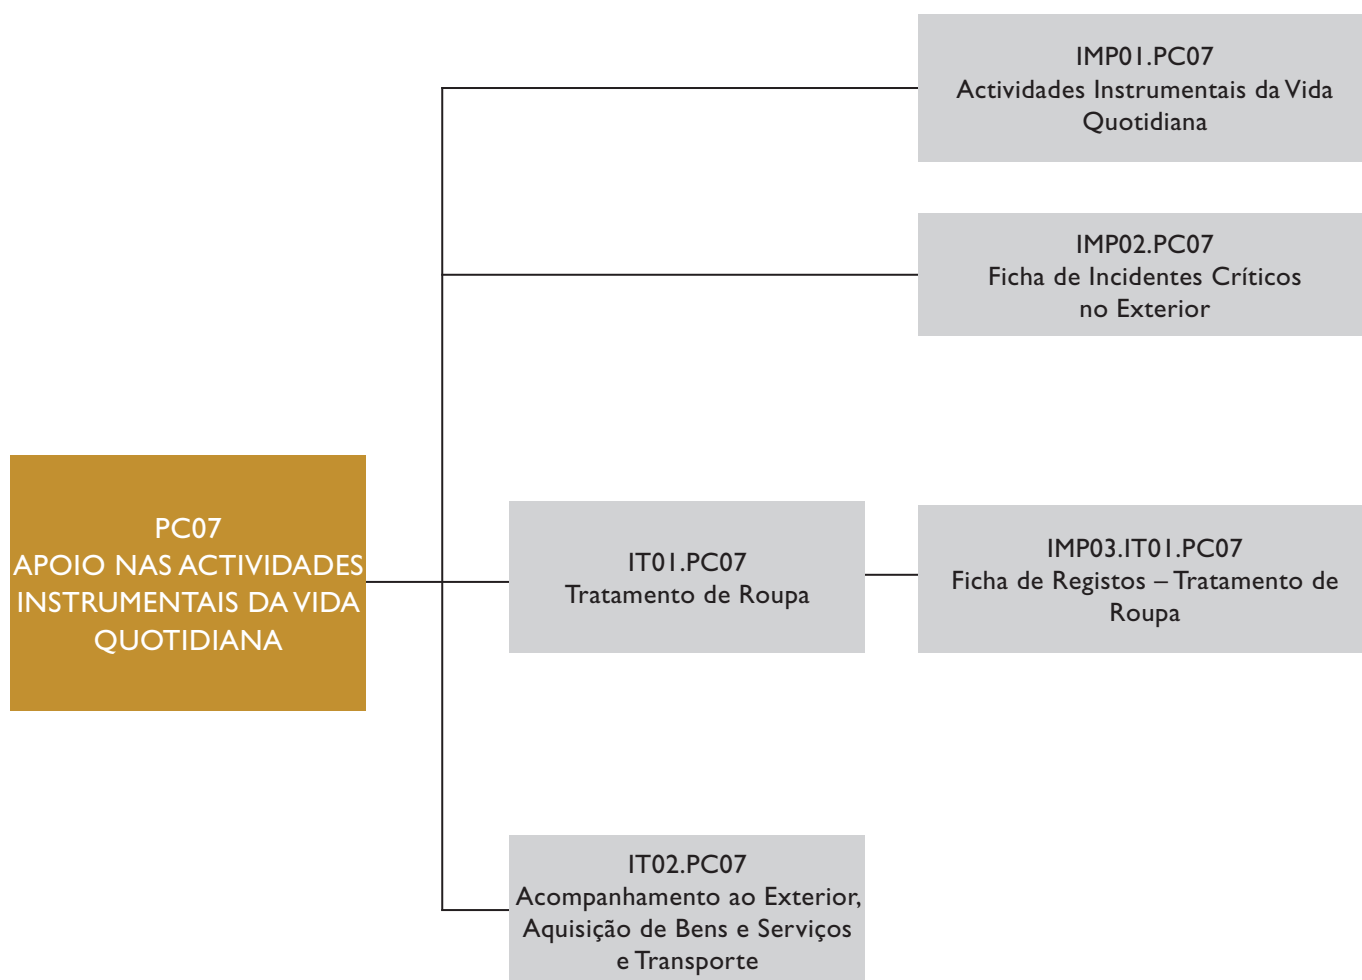 IMP01.PC07
Actividades Instrumentais da Vida
Quotidiana
IMP02.PC07
Ficha de Incidentes Críticos
no Exterior
PC07
APOIO NAS ACTIVIDADES
INSTRUMENTAIS DA VIDA
QUOTIDIANA
IT01.PC07
Tratamento de Roupa
IMP03.IT01.PC07
Ficha de Registos – Tratamento de
Roupa
IT02.PC07
Acompanhamento ao Exterior,
Aquisição de Bens e Serviços
e Transporte